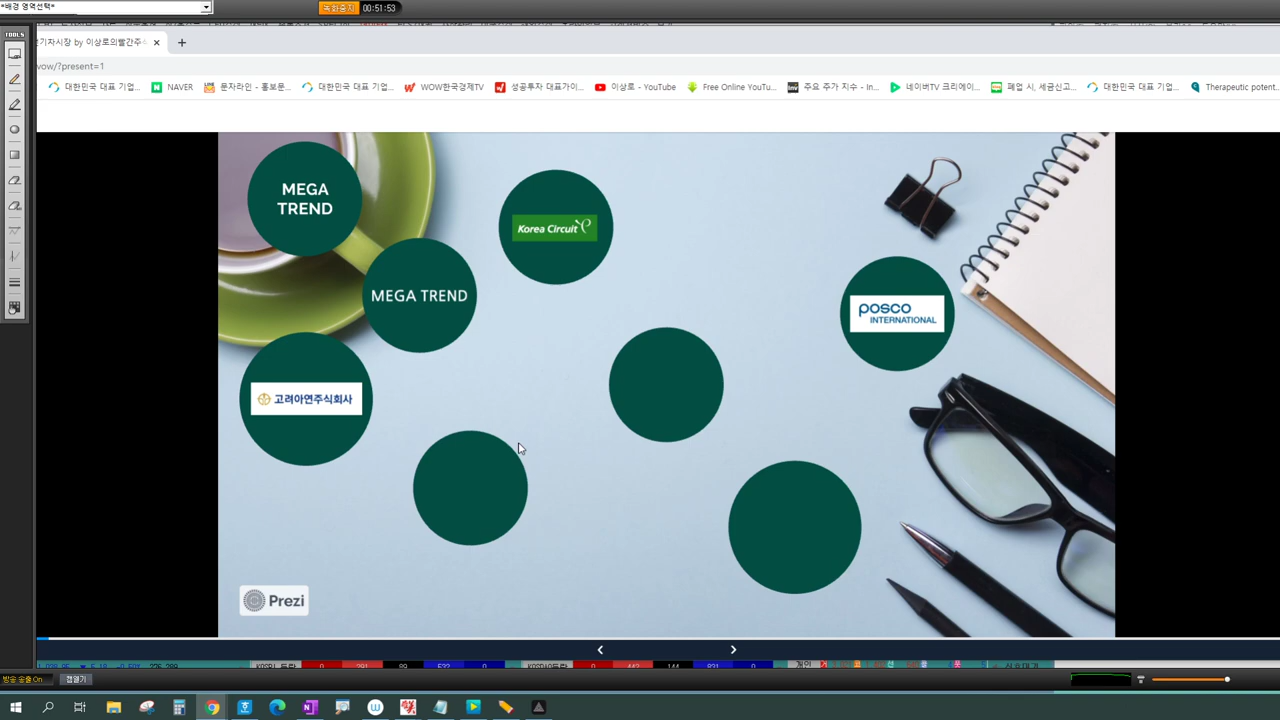 *배경 영역선택*
녹화중지 00:51:53
TOOLS
기자시장 by 이상로의빨간주식
vow/?present=1
대한민국 대표 기업...
NAVER
문자라인 - 홍보문...
대한민국 대표 기업...
WOW한국경제TV
성공투자 대표가이...
이상로 - YouTube
Free Online YouTu...
주요 주가 지수 - In...
네이버TV 크리에이...
폐업 시, 세금신고...
대한민국 대표 기업...
Therapeutic potent...
MEGA
TREND
Korea Circuit
MEGA TREND
posco
INTERNATIONAL
고려아연주식회사
Prezi
방송 송출 On
캡열기